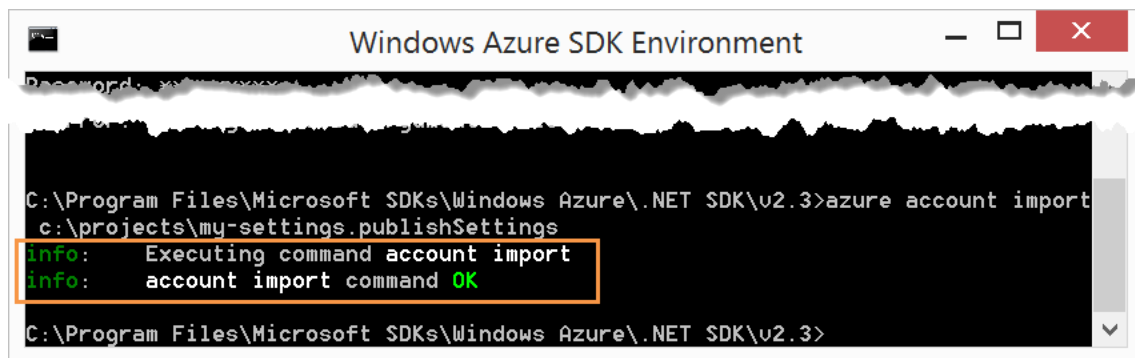 Windows Azure SDK Environment
C:\Program Files\Microsoft SDKs\Windows Azure\.NET SDK\v2.3>azure account import
c:\projects\my-settings.publishSettings
info:    Executing command account import
info:    account import command OK
C:\Program Files\Microsoft SDKs\Windows Azure\.NET SDK\v2.3>